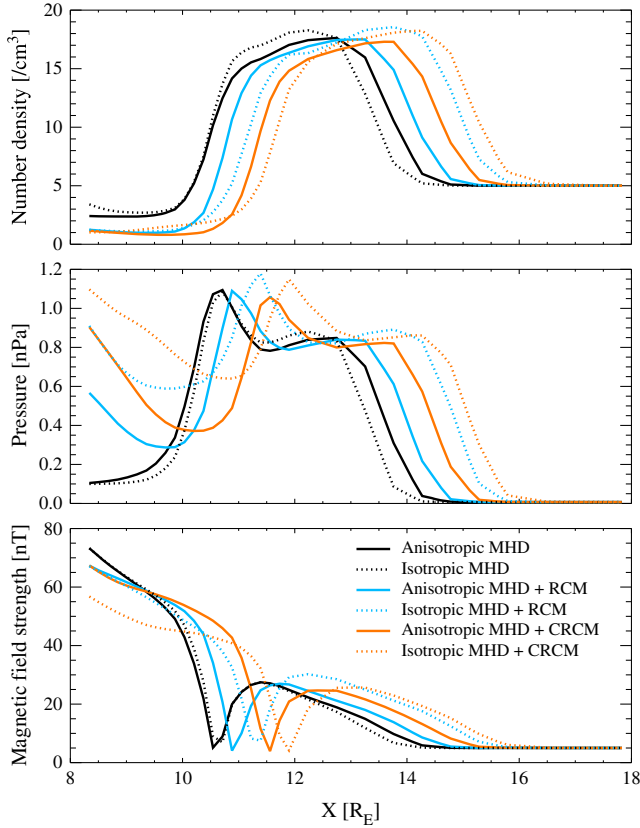 Number density [/cm³]
20
15
10
5
0
Pressure [nPa]
1.2
1.0
0.8
0.6
0.4
0.2
0.0
Magnetic field strength [nT]
80
60
40
20
0
Anisotropic MHD
Isotropic MHD
Anisotropic MHD + RCM
Isotropic MHD + RCM
Anisotropic MHD + CRCM
Isotropic MHD + CRCM
8 10 12 14 16 18
X [R_E]